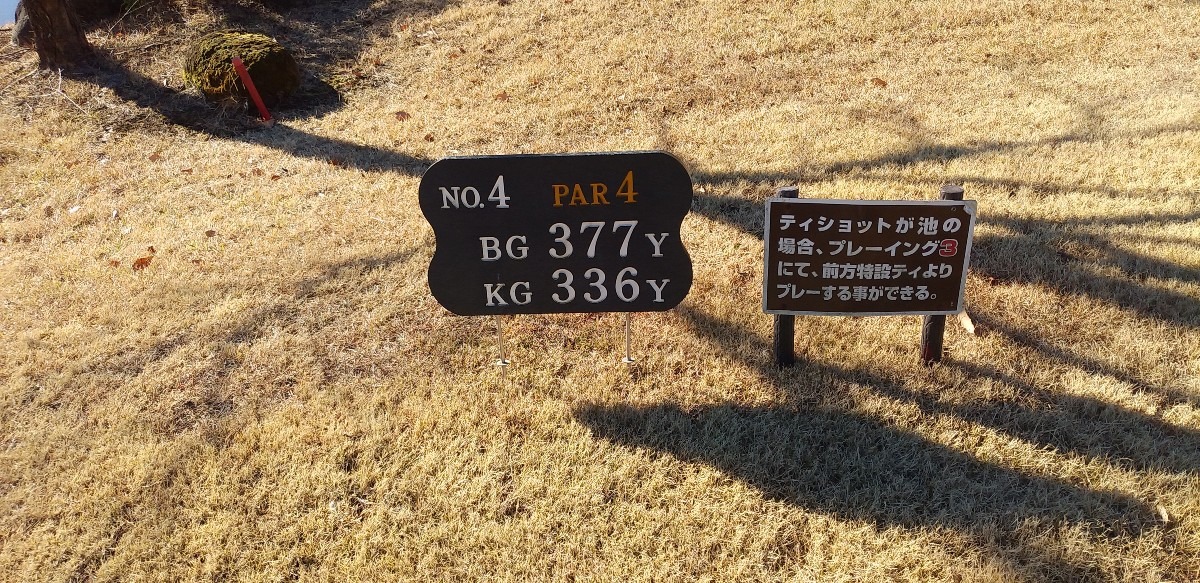 NO.4 PAR4
BG 377Y
KG 336Y
ティショットが池の
場合、プレーイング3
にて、前方特設ティより
プレーする事ができる。